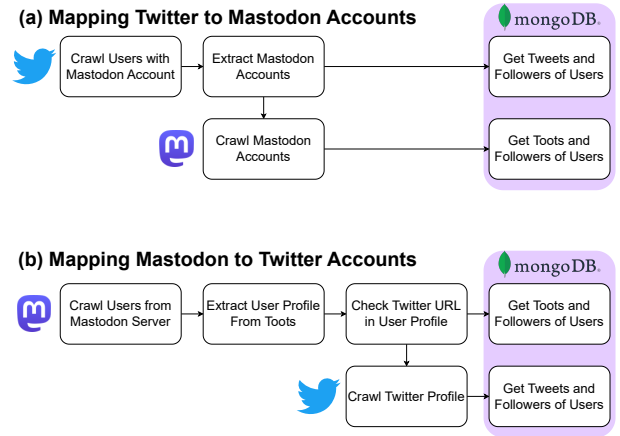 (a) Mapping Twitter to Mastodon Accounts
mongoDB®
Crawl Users with
Mastodon Account
Extract Mastodon
Accounts
Get Tweets and
Followers of Users
Crawl Mastodon
Accounts
Get Toots and
Followers of Users
(b) Mapping Mastodon to Twitter Accounts
mongoDB®
Crawl Users from
Mastodon Server
Extract User Profile
From Toots
Check Twitter URL
in User Profile
Get Toots and
Followers of Users
Crawl Twitter Profile
Get Tweets and
Followers of Users